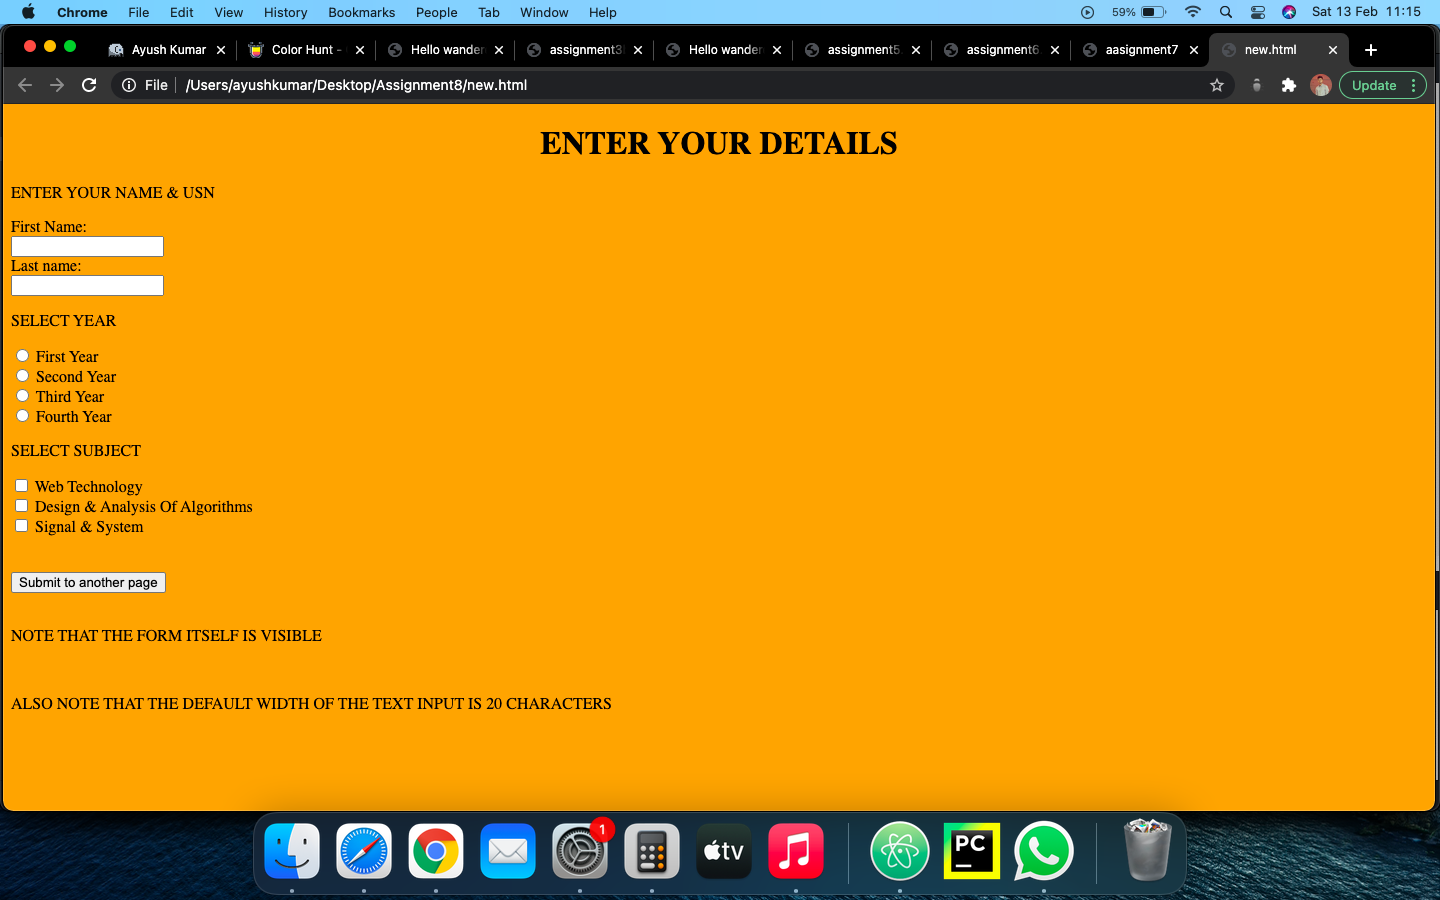 Chrome File Edit View History Bookmarks People Tab Window Help 59% Sat 13 Feb 11:15
Ayush Kumar Color Hunt - Hello wander assignment3 Hello wander assignment5. assignment6 aasignment7 new.html
File /Users/ayushkumar/Desktop/Assignment8/new.html Update
ENTER YOUR DETAILS
ENTER YOUR NAME & USN
First Name:
Last name:
SELECT YEAR
First Year
Second Year
Third Year
Fourth Year
SELECT SUBJECT
Web Technology
Design & Analysis Of Algorithms
Signal & System
Submit to another page
NOTE THAT THE FORM ITSELF IS VISIBLE
ALSO NOTE THAT THE DEFAULT WIDTH OF THE TEXT INPUT IS 20 CHARACTERS
1
tv
PC